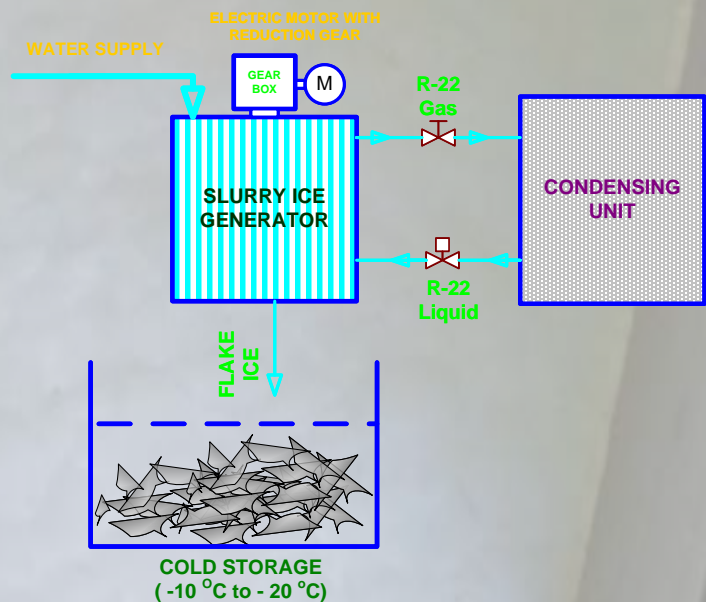 ELECTRIC MOTOR WITH
REDUCTION GEAR
WATER SUPPLY
GEAR
BOX
M
R-22
Gas
SLURRY ICE
GENERATOR
CONDENSING
UNIT
R-22
Liquid
FLAKE
ICE
COLD STORAGE
( -10 °C to - 20 °C)